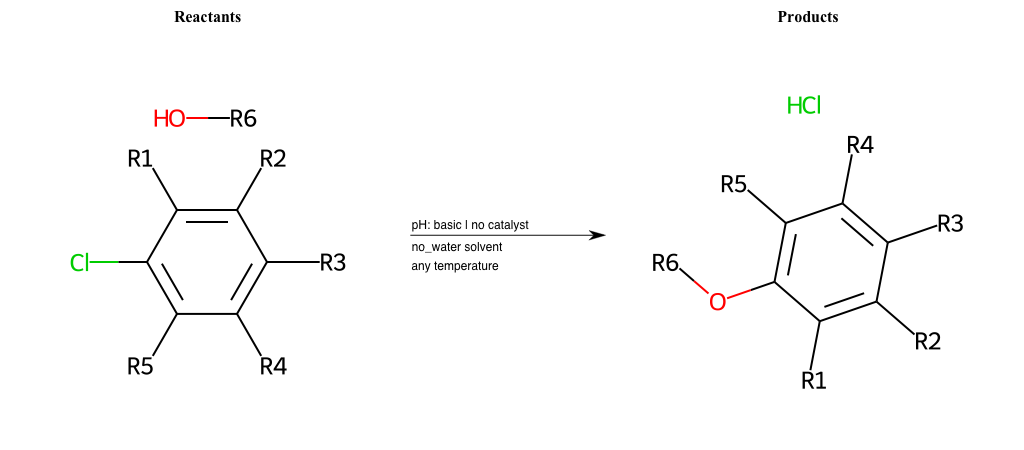 Reactants
Products
HO R6
R1 R2
Cl R3
R5 R4
pH: basic | no catalyst
no_water solvent
any temperature
HCl
R4
R5
R3
R6
O
R2
R1